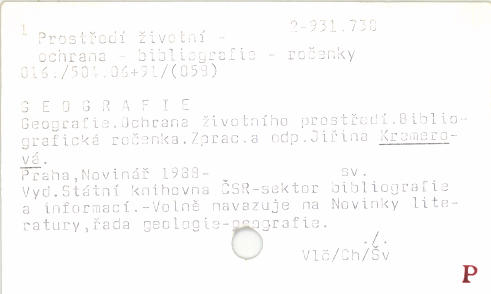 1
2-931.738
Prostředí životní -
ochrana - bibliografie - ročenky
016./504.06+91/(058)
G E O G R A F I E
Geografie.Ochrana životního prostředí.Biblio-
grafická ročenka.Zprac.a odp.Jiřina Kramero-
vá.
Praha,Novinář 1988- sv.
Vyd.Státní knihovna ČSR-sektor bibliografie
a informací.-Volně navazuje na Novinky lite-
ratury,řada geologie-geografie.
./.
Vlč/Ch/Šv
P